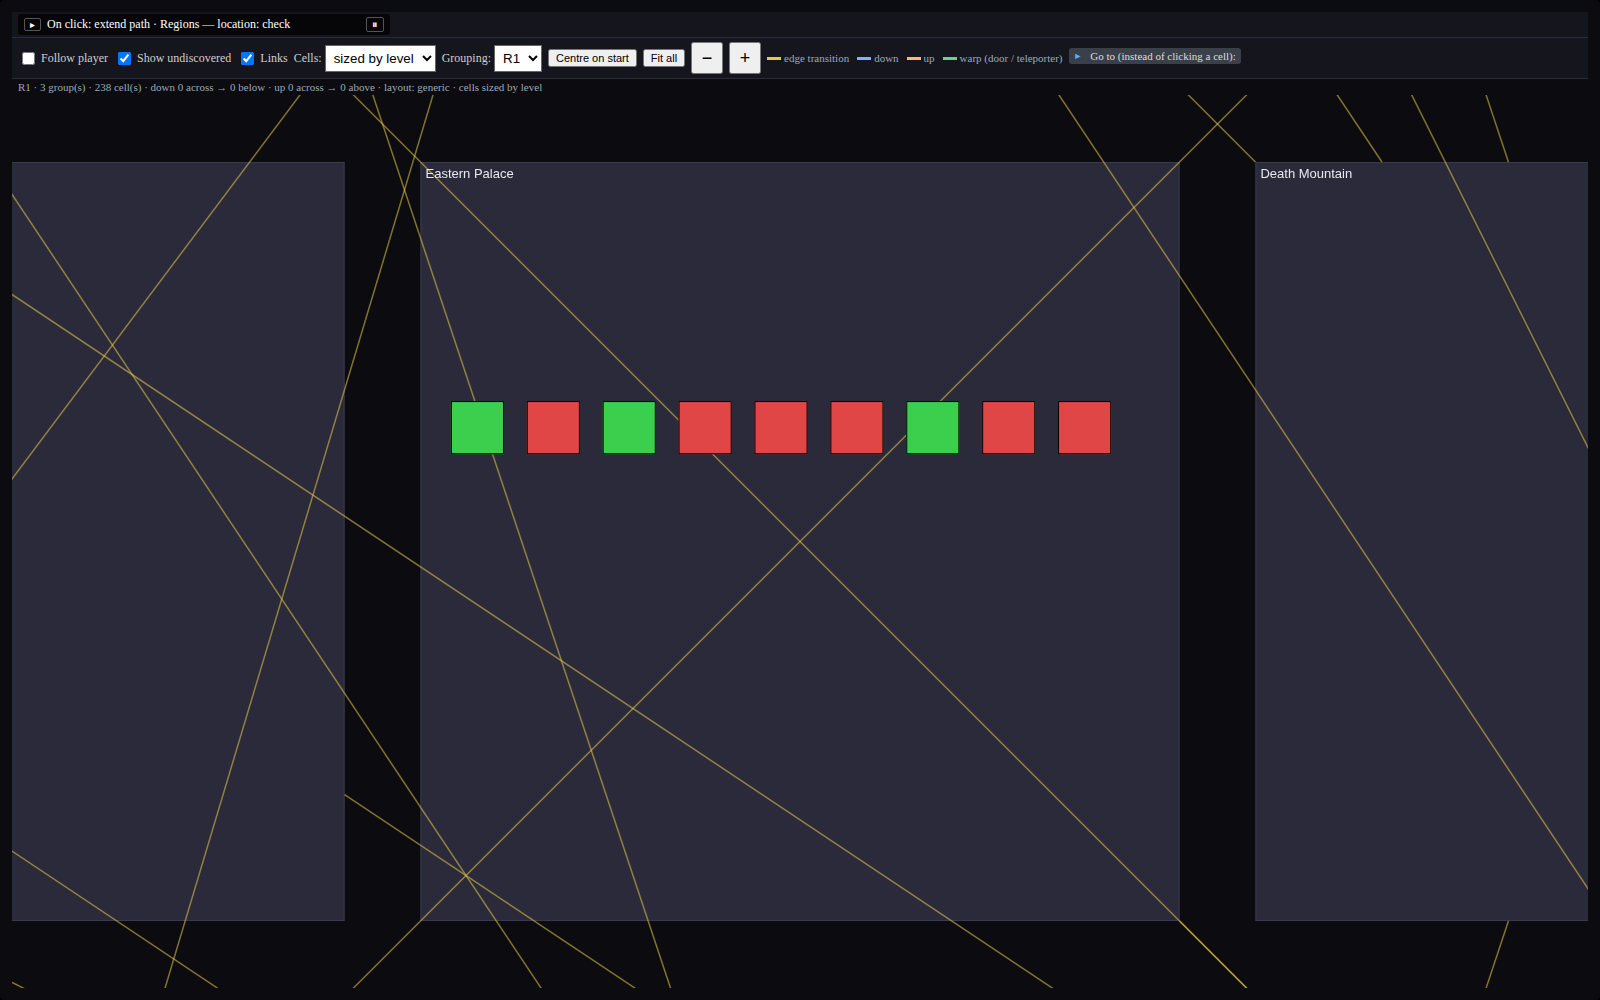 On click: extend path · Regions — location: check
Follow player Show undiscovered Links Cells: sized by level Grouping: R1 Centre on start Fit all − + edge transition down up warp (door / teleporter) Go to (instead of clicking a cell):
R1 · 3 group(s) · 238 cell(s) · down 0 across → 0 below · up 0 across → 0 above · layout: generic · cells sized by level
Eastern Palace
Death Mountain